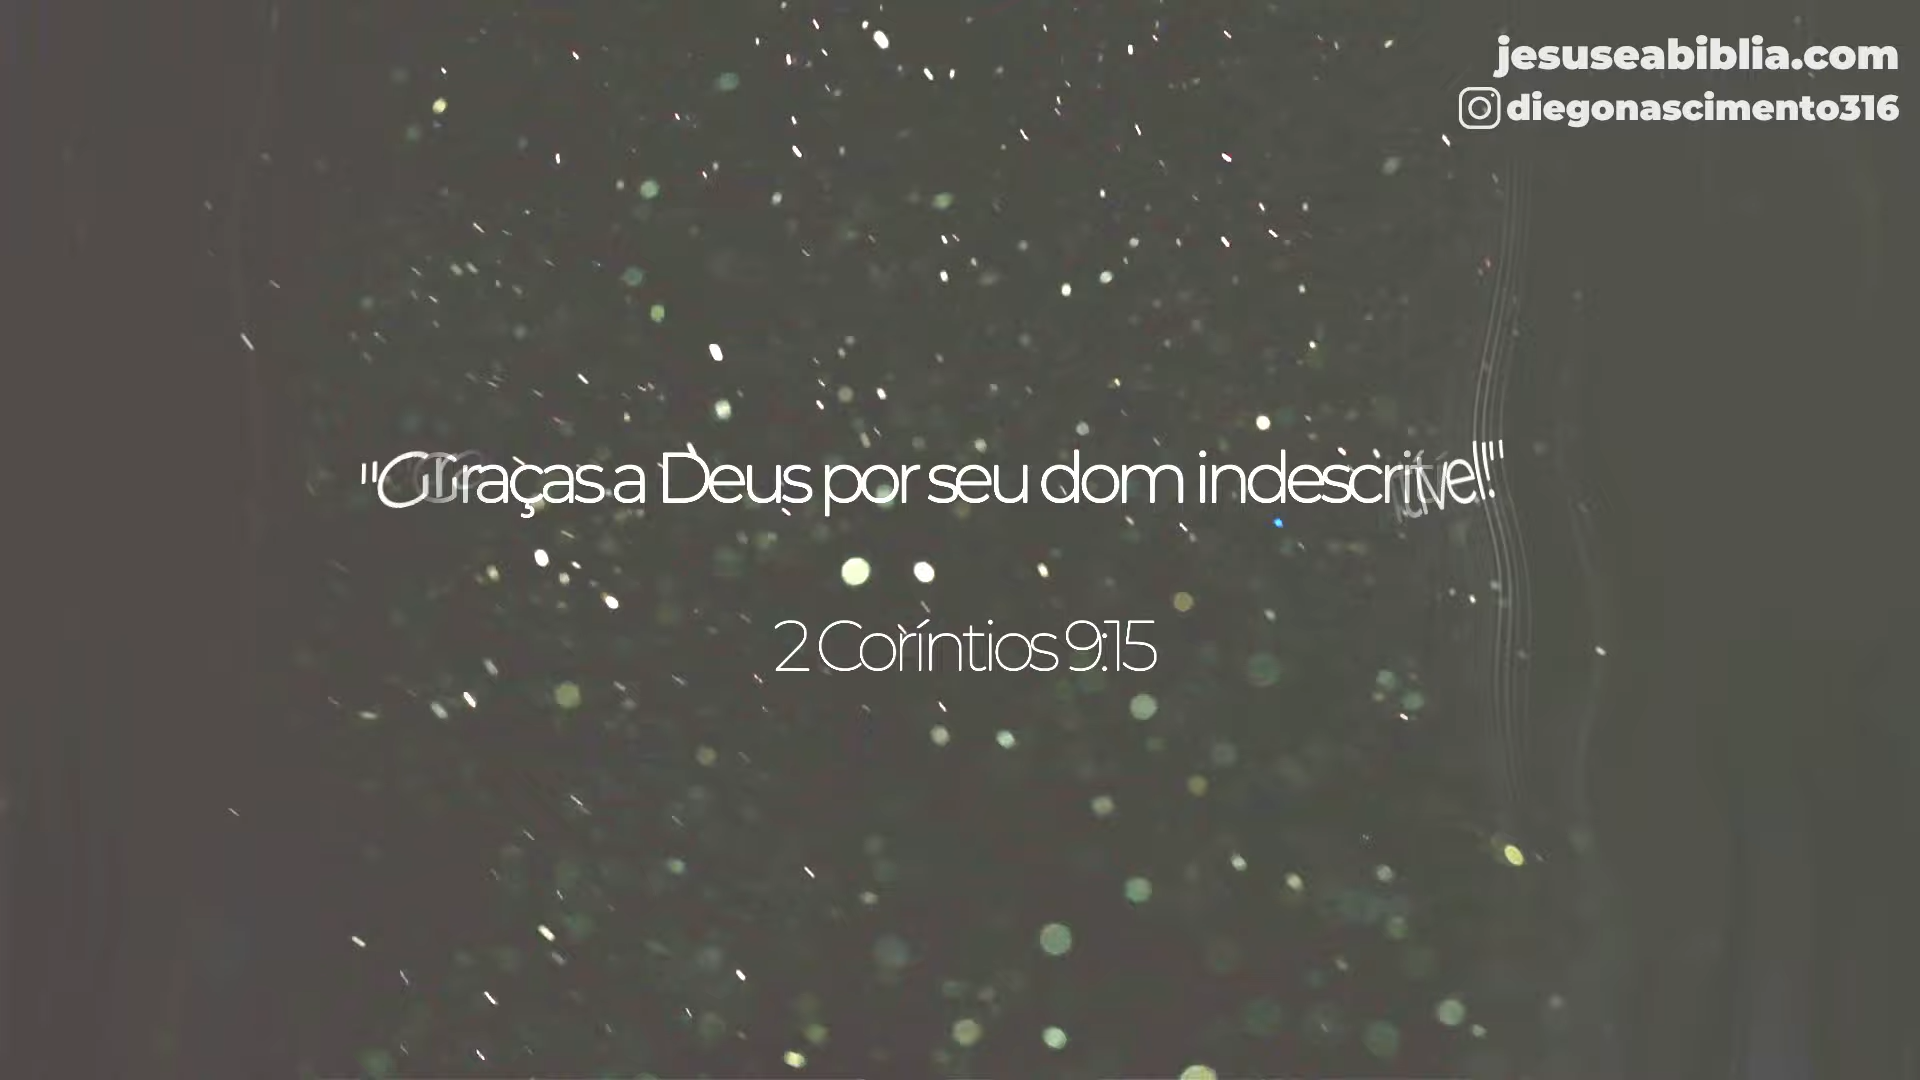 jesuseabiblia.com
diegonascimento316
"Graças a Deus por seu dom indescritível!"
2 Coríntios 9:15